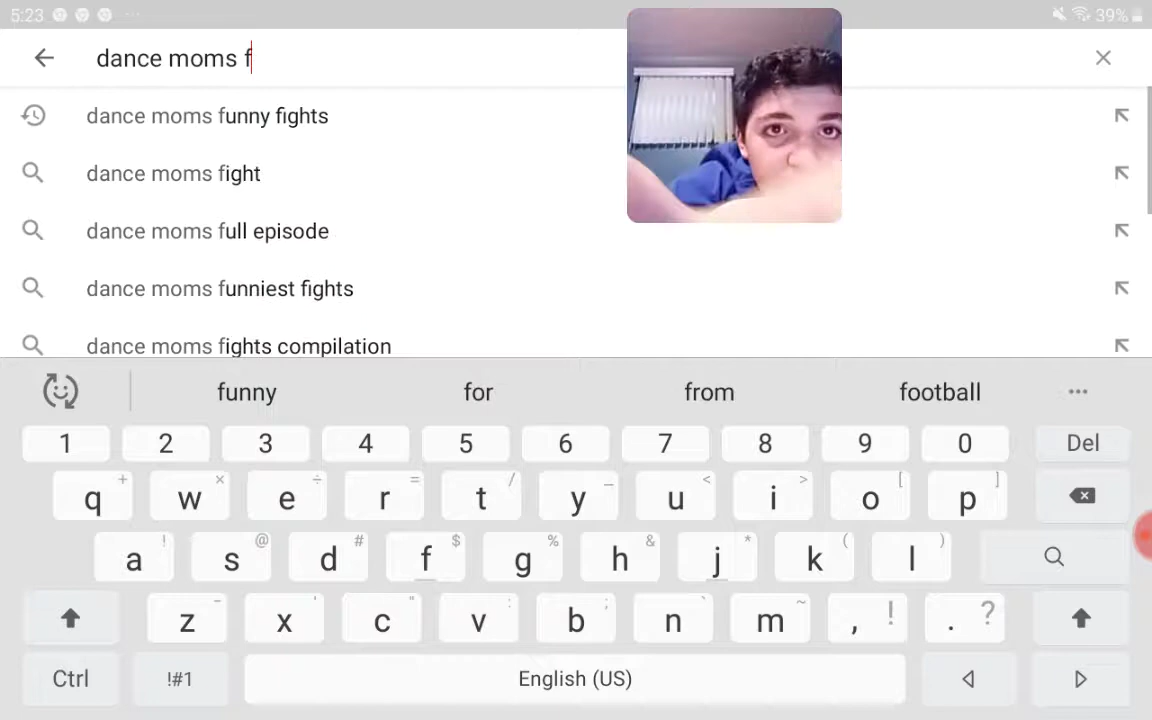 5:23 39%
dance moms f
dance moms funny fights
dance moms fight
dance moms full episode
dance moms funniest fights
dance moms fights compilation
funny for from football
1 2 3 4 5 6 7 8 9 0 Del
q + w × e ÷ r = t / y _ u < i > o [ p ]
a ! s @ d # f $ g % h & j * k ( l )
z - x ' c " v : b ; n ` m ~ , ! . ?
Ctrl !#1 English (US)